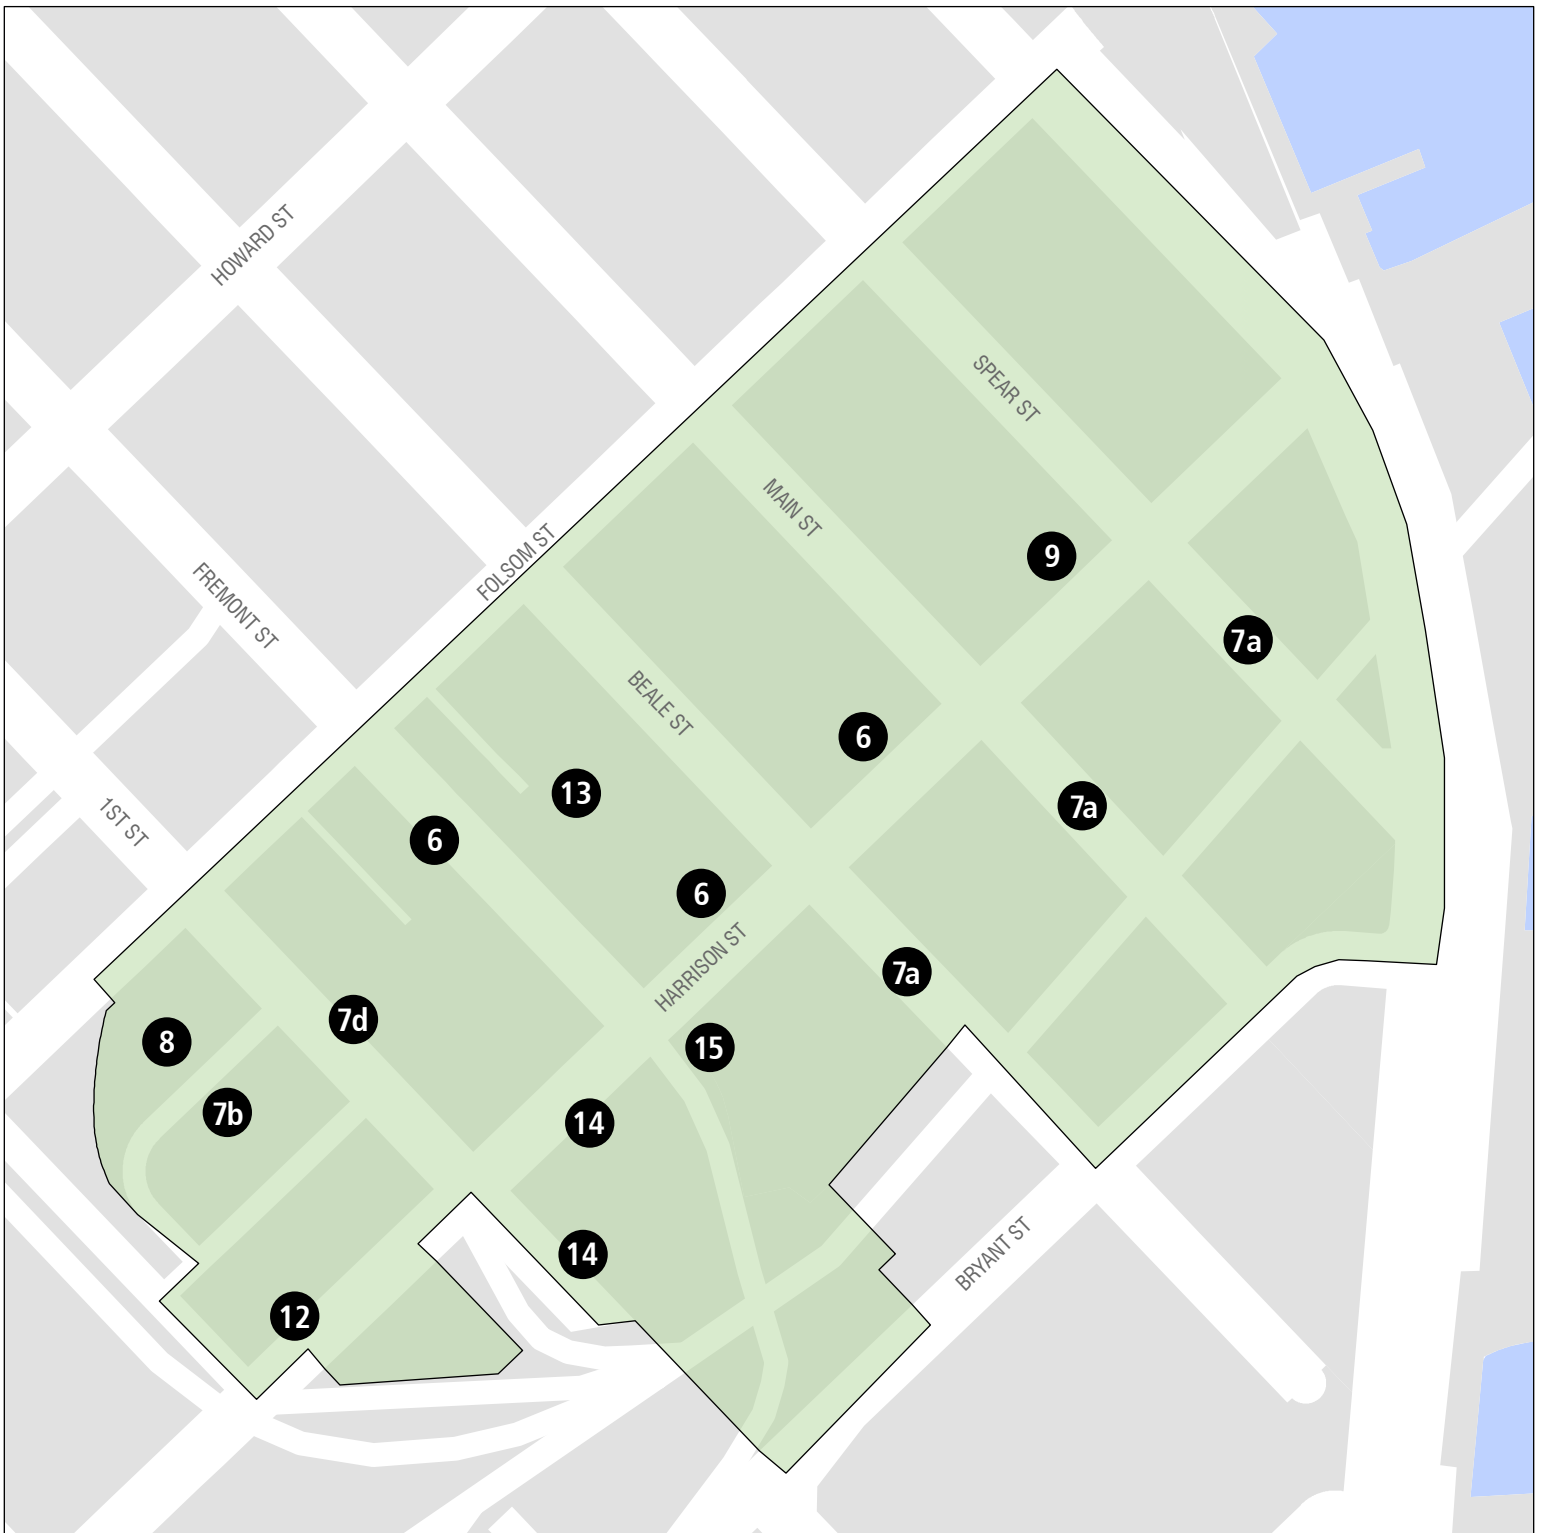 HOWARD ST
SPEAR ST
MAIN ST
FOLSOM ST
9
FREMONT ST
7a
BEALE ST
6
13
7a
1ST ST
6
6
HARRISON ST
7a
7d
8
15
7b
14
14
BRYANT ST
12